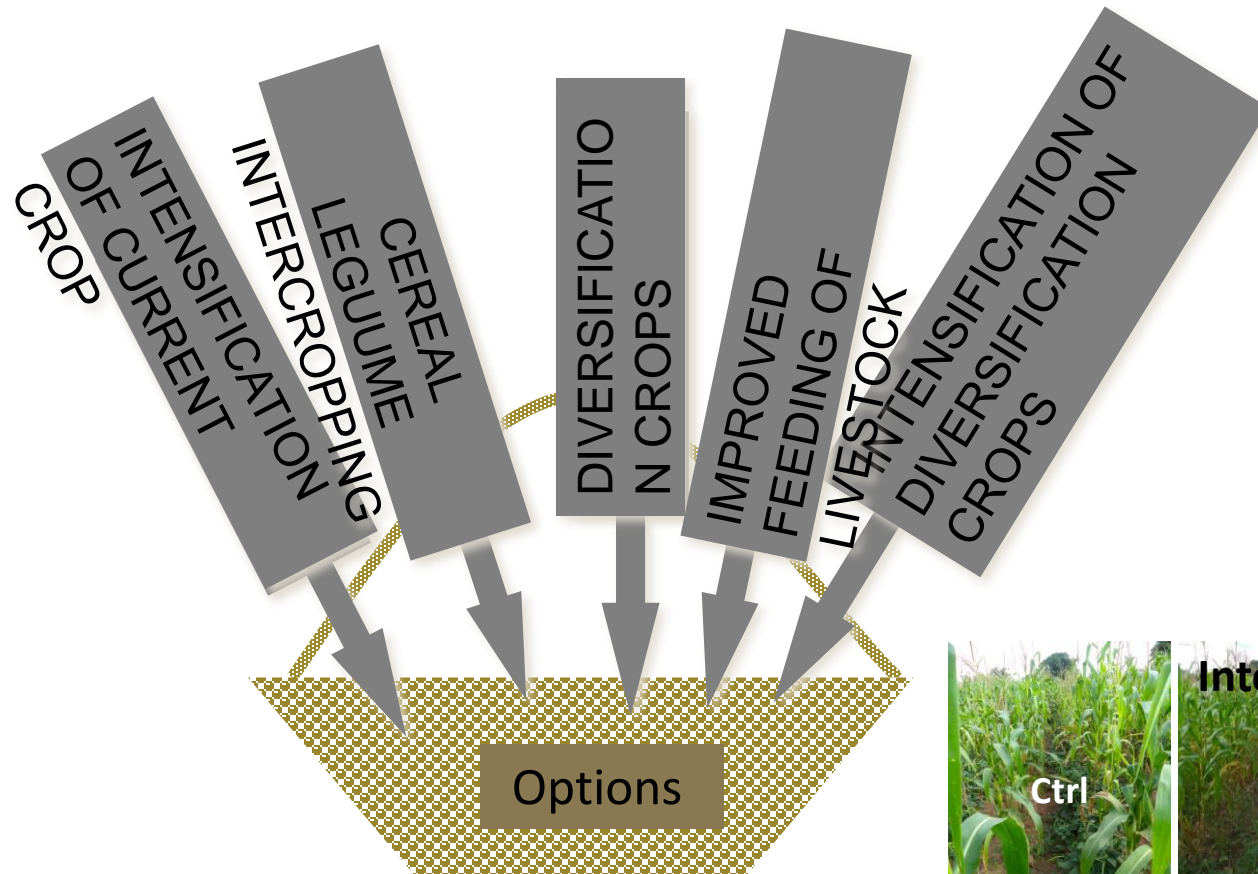 INTENSIFICATION
OF CURRENT
CROP
CEREAL
LEGUUME
INTERCROPPING
DIVERSIFICATIO
N CROPS
IMPROVED
FEEDING OF
LIVESTOCK
INTENSIFICATION OF
DIVERSIFICATION
CROPS
Options
Ctrl